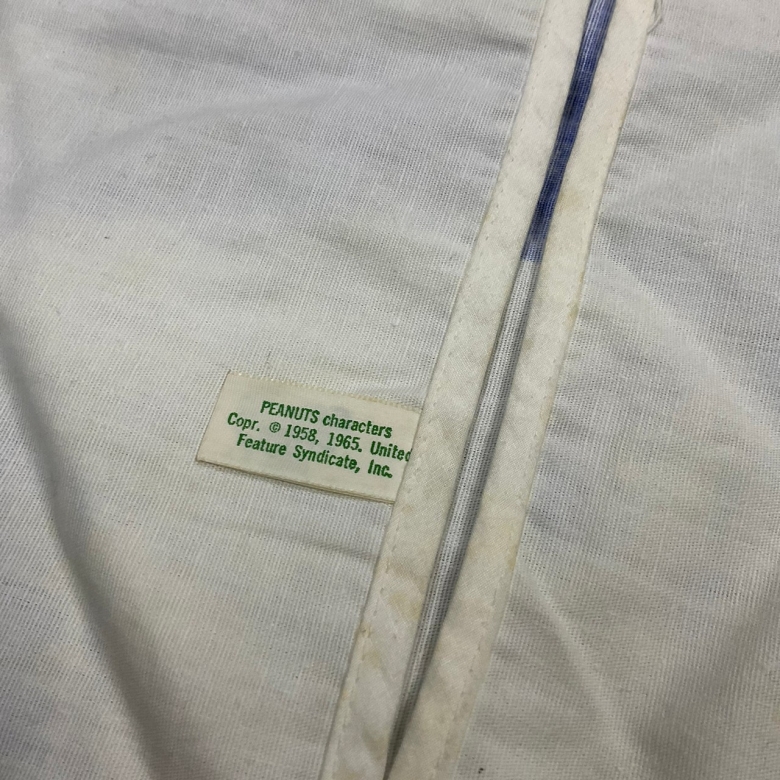 PEANUTS characters
Copr. © 1958, 1965. United
Feature Syndicate, Inc.